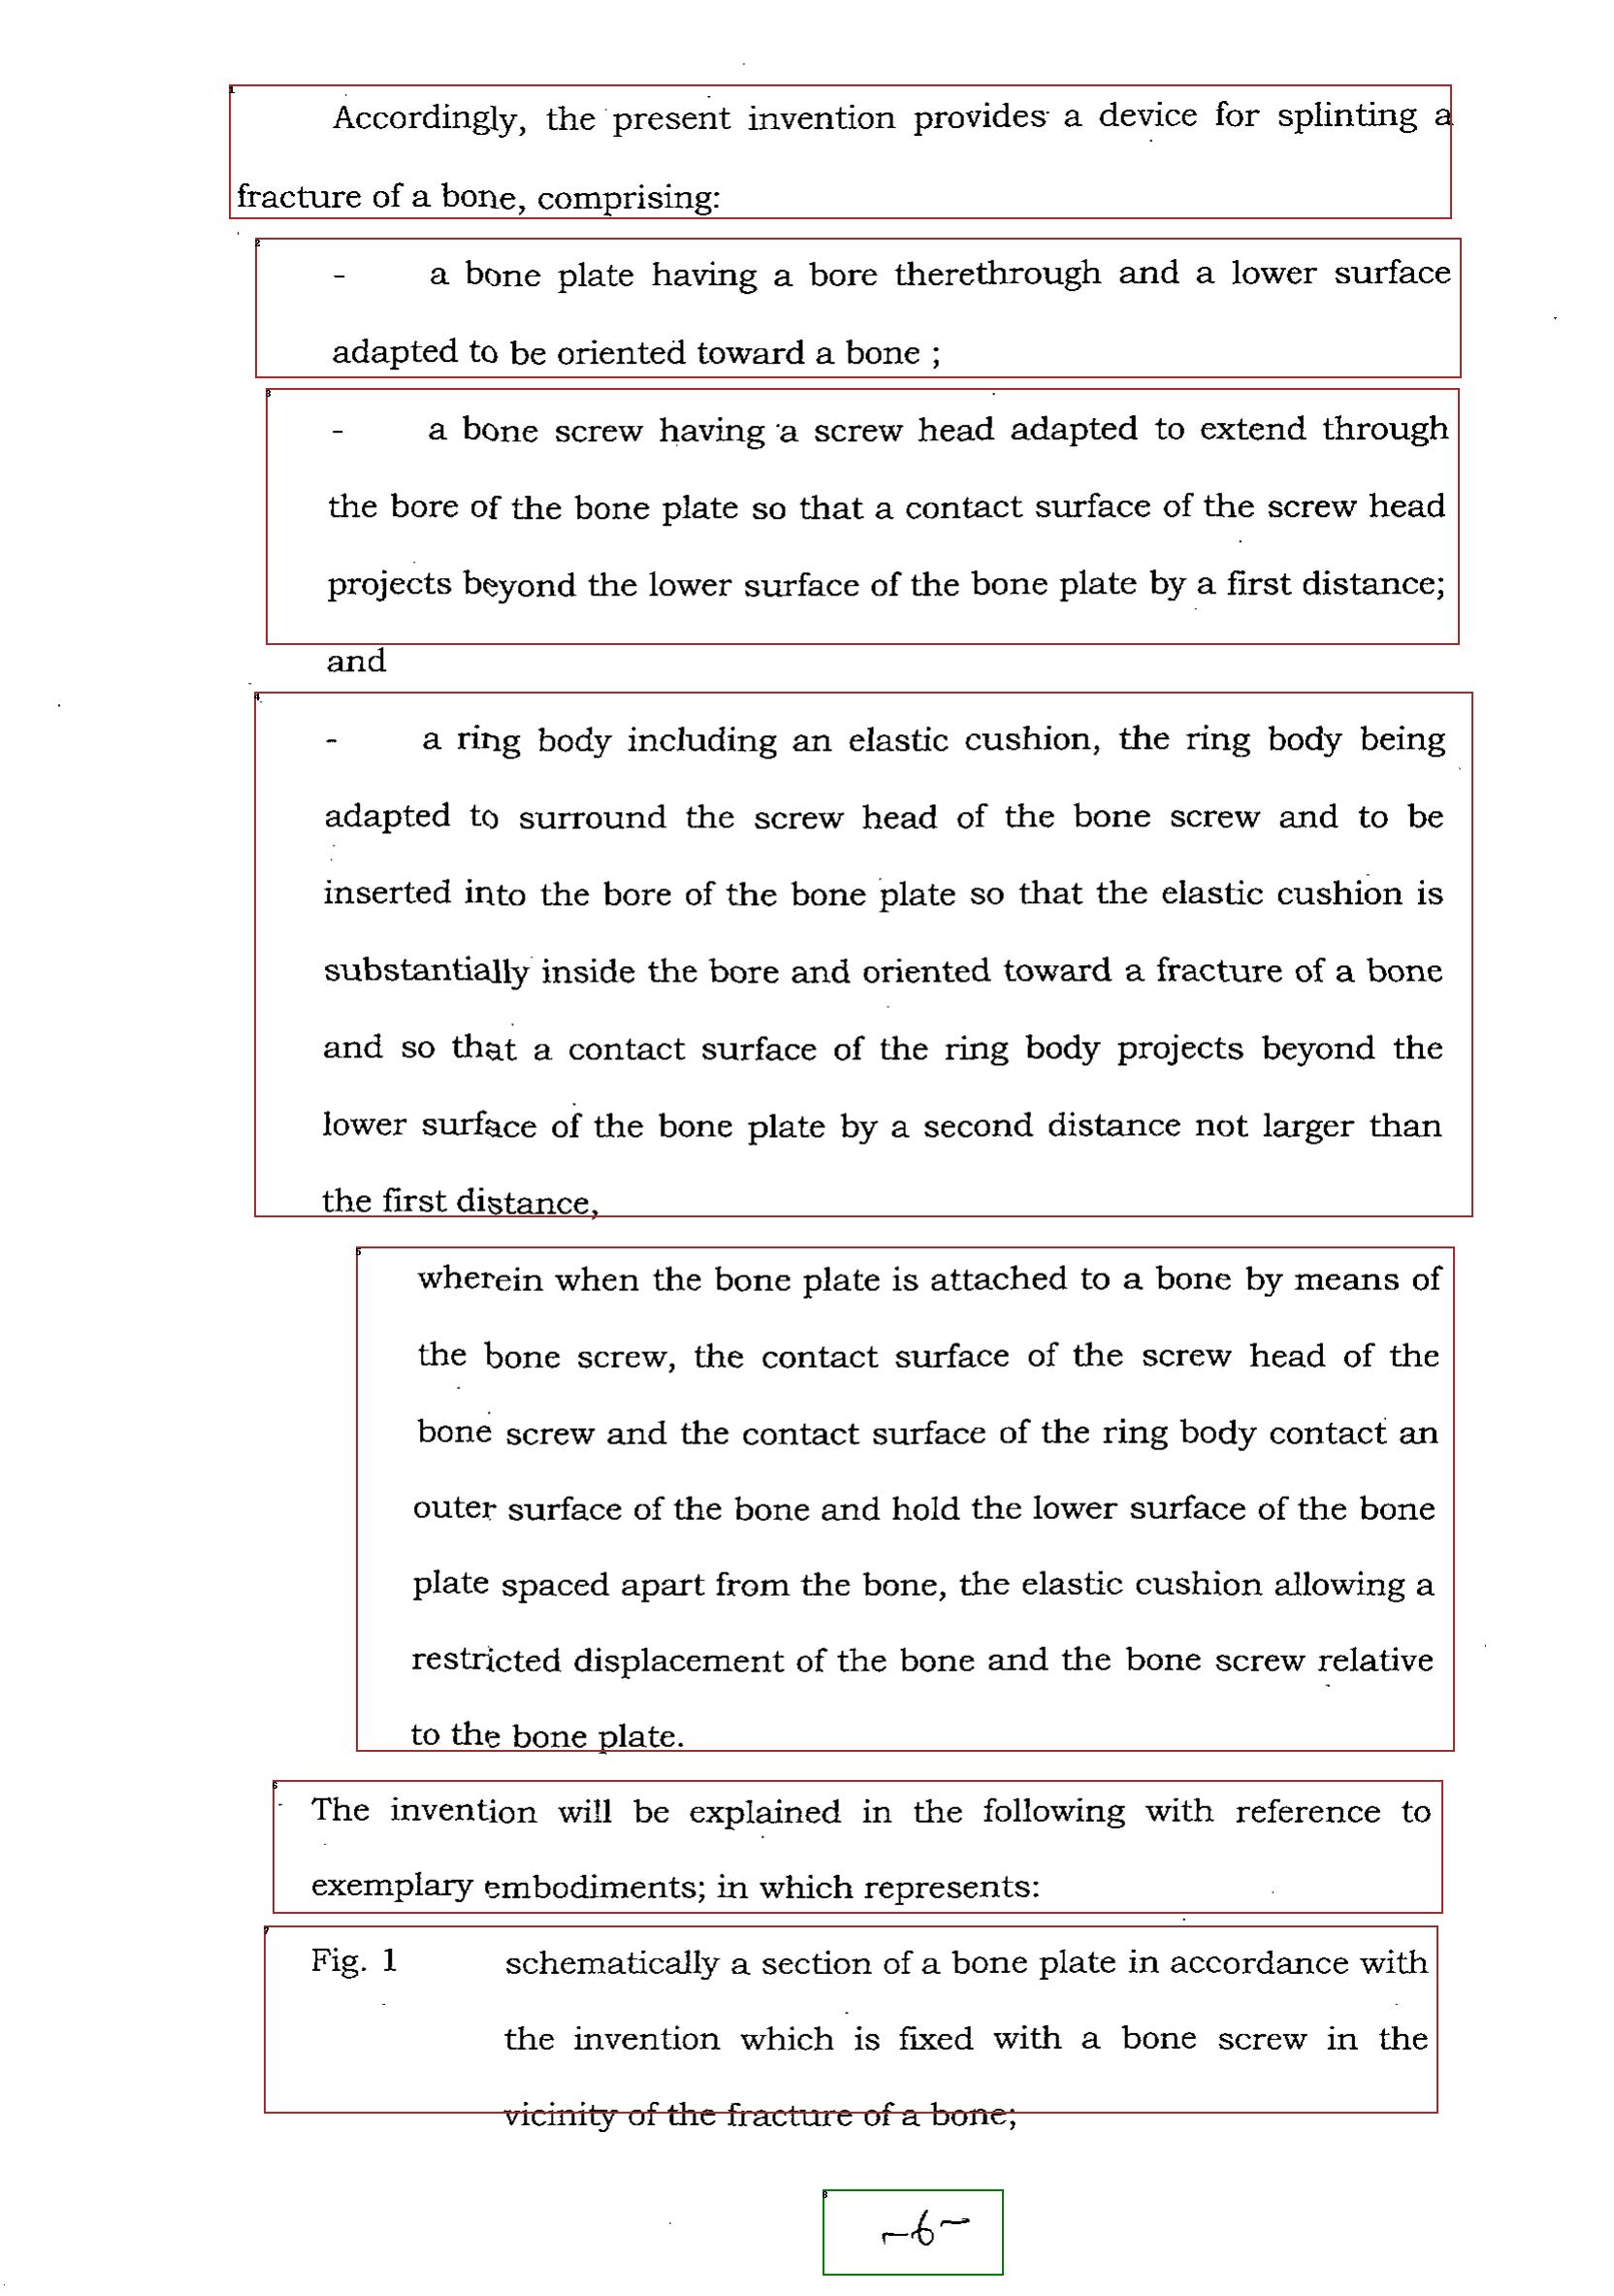 Accordingly, the present invention provides a device for splinting a
fracture of a bone, comprising:
- a bone plate having a bore therethrough and a lower surface
adapted to be oriented toward a bone ;
- a bone screw having a screw head adapted to extend through
the bore of the bone plate so that a contact surface of the screw head
projects beyond the lower surface of the bone plate by a first distance;
and
- a ring body including an elastic cushion, the ring body being
adapted to surround the screw head of the bone screw and to be
inserted into the bore of the bone plate so that the elastic cushion is
substantially inside the bore and oriented toward a fracture of a bone
and so that a contact surface of the ring body projects beyond the
lower surface of the bone plate by a second distance not larger than
the first distance,
wherein when the bone plate is attached to a bone by means of
the bone screw, the contact surface of the screw head of the
bone screw and the contact surface of the ring body contact an
outer surface of the bone and hold the lower surface of the bone
plate spaced apart from the bone, the elastic cushion allowing a
restricted displacement of the bone and the bone screw relative
to the bone plate.
The invention will be explained in the following with reference to
exemplary embodiments; in which represents:
Fig. 1 schematically a section of a bone plate in accordance with
the invention which is fixed with a bone screw in the
vicinity of the fracture of a bone;
-6-